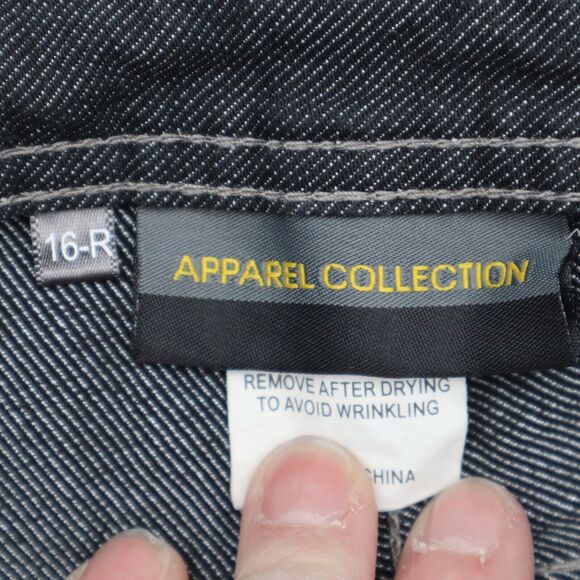 16-R
APPAREL COLLECTION
REMOVE AFTER DRYING
TO AVOID WRINKLING
CHINA